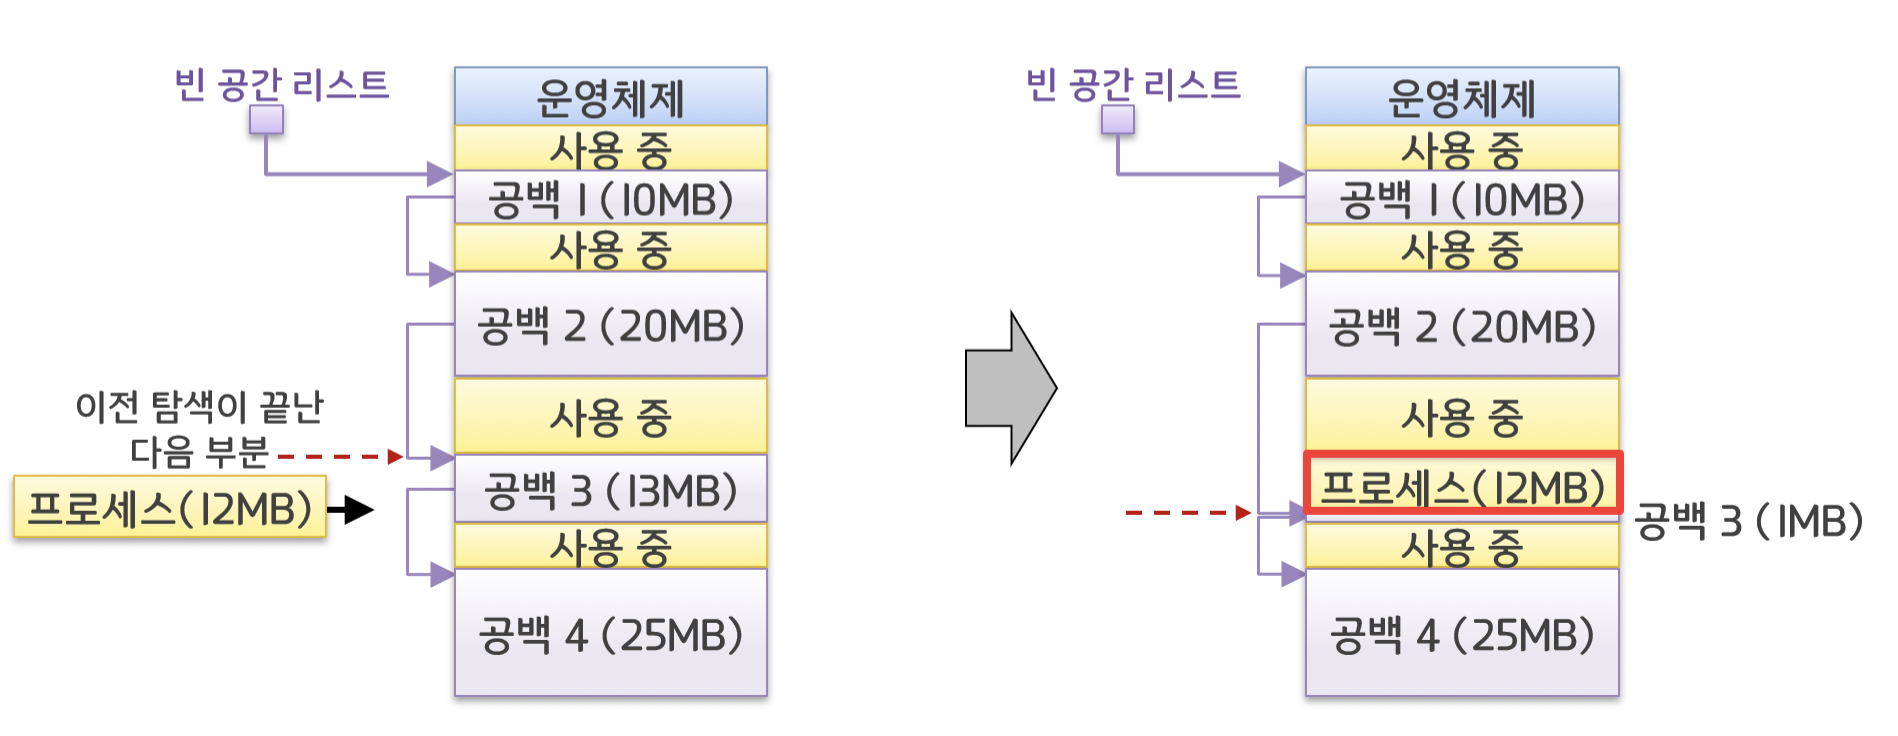 빈 공간 리스트
운영체제
사용 중
공백 1 (10MB)
사용 중
공백 2 (20MB)
사용 중
이전 탐색이 끝난
다음 부분
프로세스(12MB)
공백 3 (13MB)
사용 중
공백 4 (25MB)
빈 공간 리스트
운영체제
사용 중
공백 1 (10MB)
사용 중
공백 2 (20MB)
사용 중
프로세스(12MB)
공백 3 (1MB)
사용 중
공백 4 (25MB)